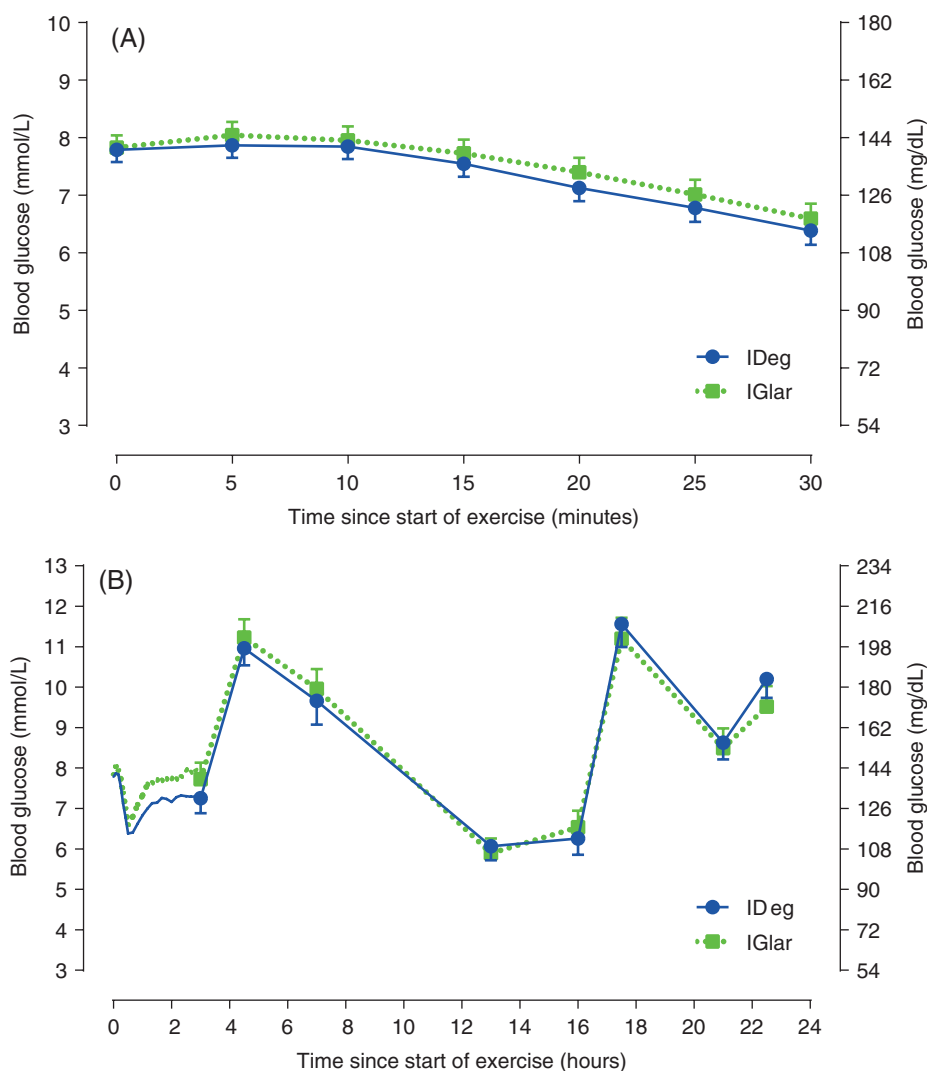 (A)
Blood glucose (mmol/L)
10
9
8
7
6
5
4
3
180
162
144
126
108
90
72
54
Blood glucose (mg/dL)
IDeg
IGlar
0 5 10 15 20 25 30
Time since start of exercise (minutes)
(B)
Blood glucose (mmol/L)
13
12
11
10
9
8
7
6
5
4
3
234
216
198
180
162
144
126
108
90
72
54
Blood glucose (mg/dL)
IDeg
IGlar
0 2 4 6 8 10 12 14 16 18 20 22 24
Time since start of exercise (hours)